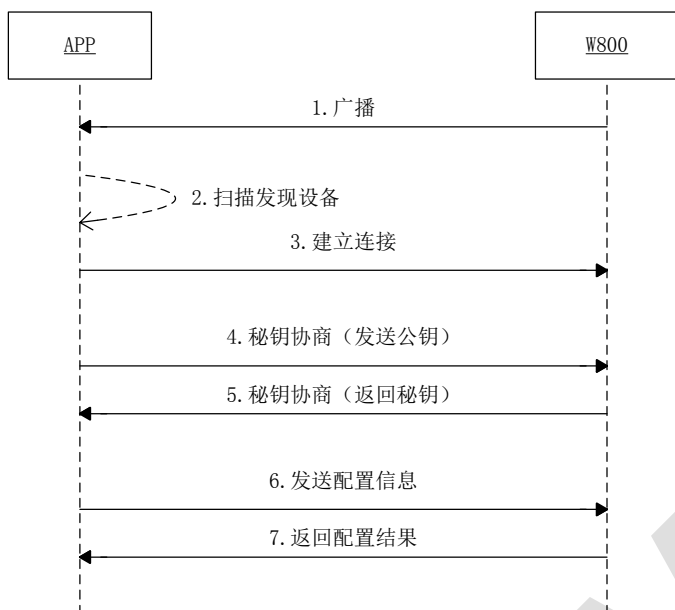 APP
W800
1.广播
2.扫描发现设备
3.建立连接
4.秘钥协商（发送公钥）
5.秘钥协商（返回秘钥）
6.发送配置信息
7.返回配置结果